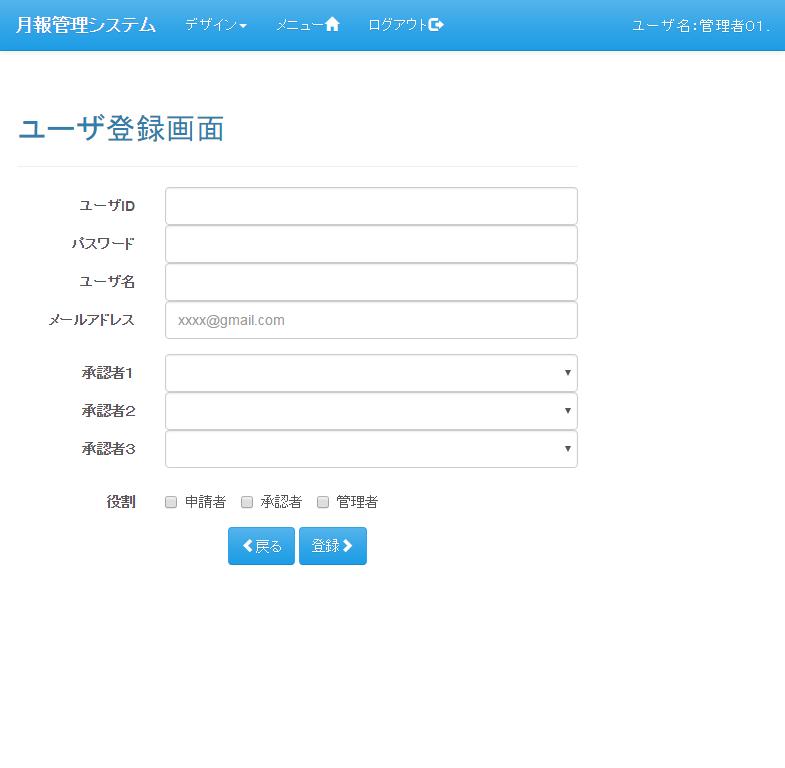 月報管理システム デザイン メニュー ログアウト ユーザ名：管理者01.
ユーザ登録画面
ユーザID
パスワード
ユーザ名
メールアドレス xxxx@gmail.com
承認者1
承認者2
承認者3
役割 申請者 承認者 管理者
戻る 登録